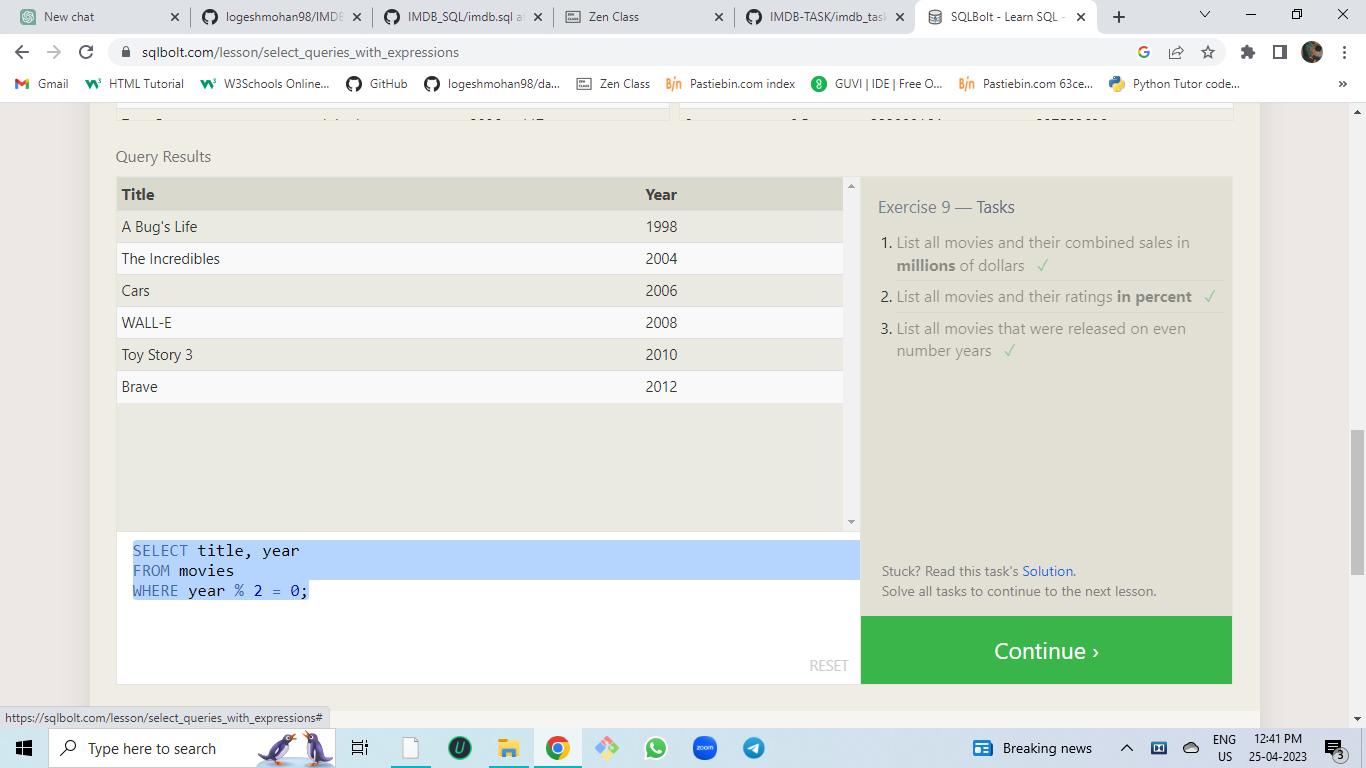 New chat
logeshmohan98/IMDB
IMDB_SQL/imdb.sql at
Zen Class
IMDB-TASK/imdb_task
SQLBolt - Learn SQL -
sqlbolt.com/lesson/select_queries_with_expressions
Gmail
HTML Tutorial
W3Schools Online...
GitHub
logeshmohan98/da...
Zen Class
Pastiebin.com index
GUVI | IDE | Free O...
Pastiebin.com 63ce...
Python Tutor code...
Query Results
Title Year
A Bug's Life 1998
The Incredibles 2004
Cars 2006
WALL-E 2008
Toy Story 3 2010
Brave 2012
Exercise 9 — Tasks
1. List all movies and their combined sales in
millions of dollars ✓
2. List all movies and their ratings in percent ✓
3. List all movies that were released on even
number years ✓
SELECT title, year
FROM movies
WHERE year % 2 = 0;
RESET
Stuck? Read this task's Solution.
Solve all tasks to continue to the next lesson.
Continue ›
https://sqlbolt.com/lesson/select_queries_with_expressions#
Type here to search
zoom
Breaking news
ENG
US
12:41 PM
25-04-2023
3